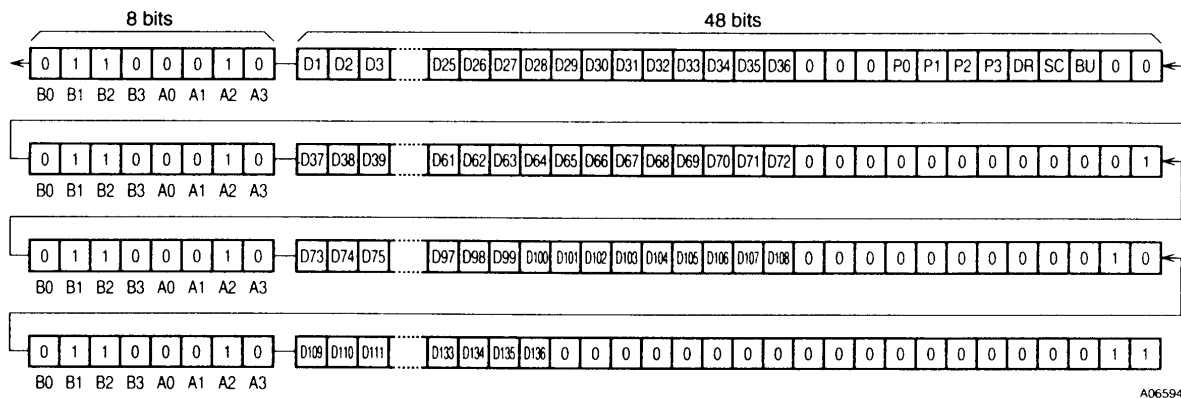 8 bits 48 bits
0 1 1 0 0 0 1 0 D1 D2 D3 D25 D26 D27 D28 D29 D30 D31 D32 D33 D34 D35 D36 0 0 0 P0 P1 P2 P3 DR SC BU 0 0
B0 B1 B2 B3 A0 A1 A2 A3
0 1 1 0 0 0 1 0 D37 D38 D39 D61 D62 D63 D64 D65 D66 D67 D68 D69 D70 D71 D72 0 0 0 0 0 0 0 0 0 0 0 1
B0 B1 B2 B3 A0 A1 A2 A3
0 1 1 0 0 0 1 0 D73 D74 D75 D97 D98 D99 D100 D101 D102 D103 D104 D105 D106 D107 D108 0 0 0 0 0 0 0 0 0 0 1 0
B0 B1 B2 B3 A0 A1 A2 A3
0 1 1 0 0 0 1 0 D109 D110 D111 D133 D134 D135 D136 0 0 0 0 0 0 0 0 0 0 0 0 0 0 0 0 0 0 1 1
B0 B1 B2 B3 A0 A1 A2 A3
A06594